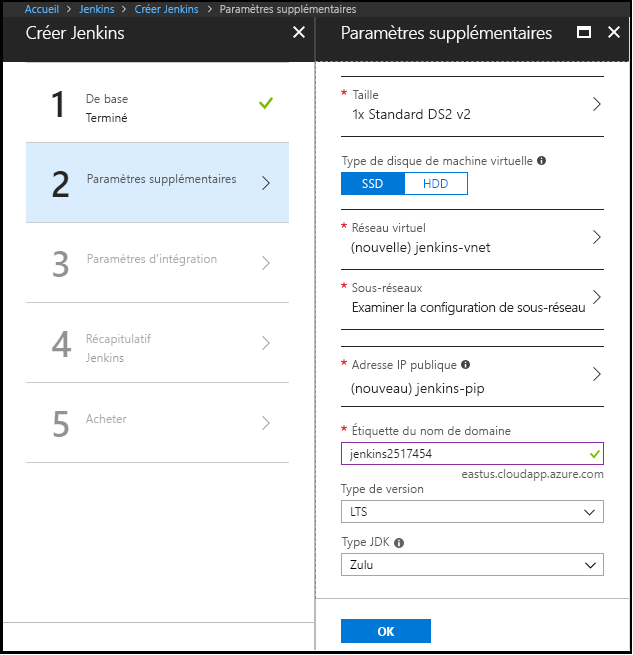 Accueil > Jenkins > Créer Jenkins > Paramètres supplémentaires
Créer Jenkins
1
De base
Terminé
2
Paramètres supplémentaires
3
Paramètres d'intégration
4
Récapitulatif
Jenkins
5
Acheter
Paramètres supplémentaires
* Taille
1x Standard DS2 v2
Type de disque de machine virtuelle
SSD HDD
* Réseau virtuel
(nouvelle) jenkins-vnet
* Sous-réseaux
Examiner la configuration de sous-réseau
* Adresse IP publique
(nouveau) jenkins-pip
* Étiquette du nom de domaine
jenkins2517454
eastus.cloudapp.azure.com
Type de version
LTS
Type JDK
Zulu
OK